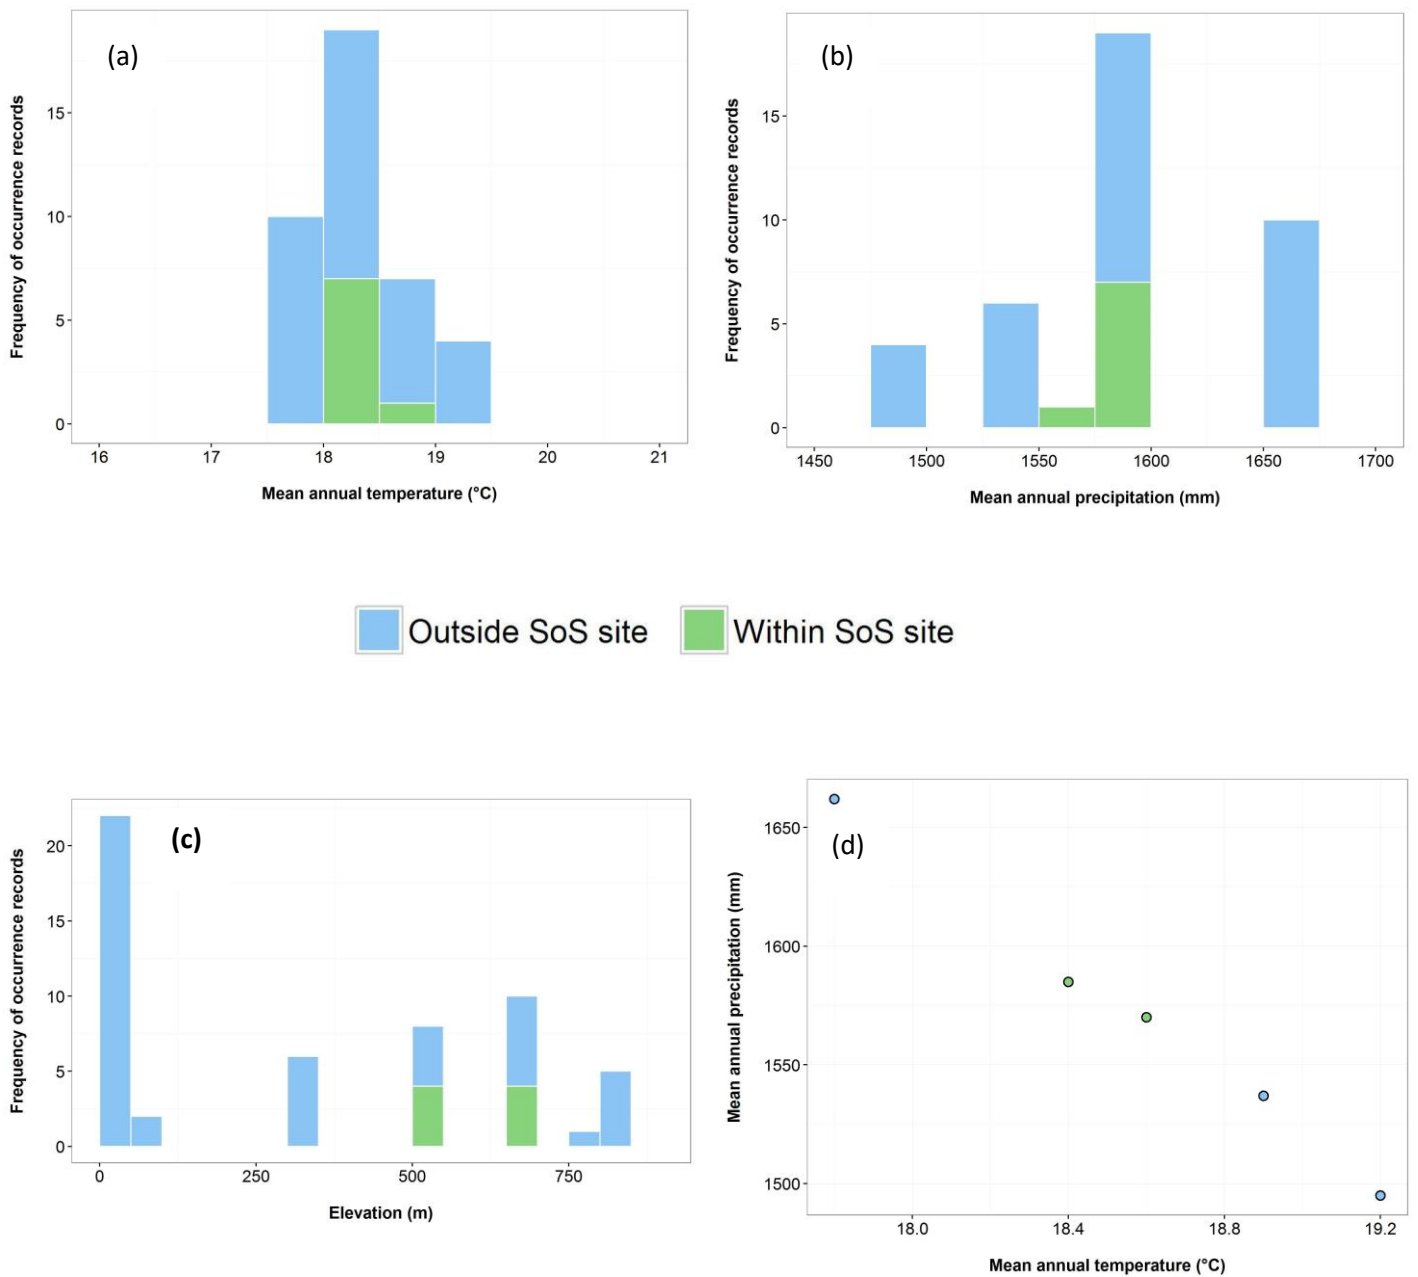 (a)
Frequency of occurrence records
15
10
5
0
16 17 18 19 20 21
Mean annual temperature (°C)
(b)
Frequency of occurrence records
15
10
5
0
1450 1500 1550 1600 1650 1700
Mean annual precipitation (mm)
Outside SoS site Within SoS site
(c)
Frequency of occurrence records
20
15
10
5
0
0 250 500 750
Elevation (m)
(d)
Mean annual precipitation (mm)
1650
1600
1550
1500
18.0 18.4 18.8 19.2
Mean annual temperature (°C)